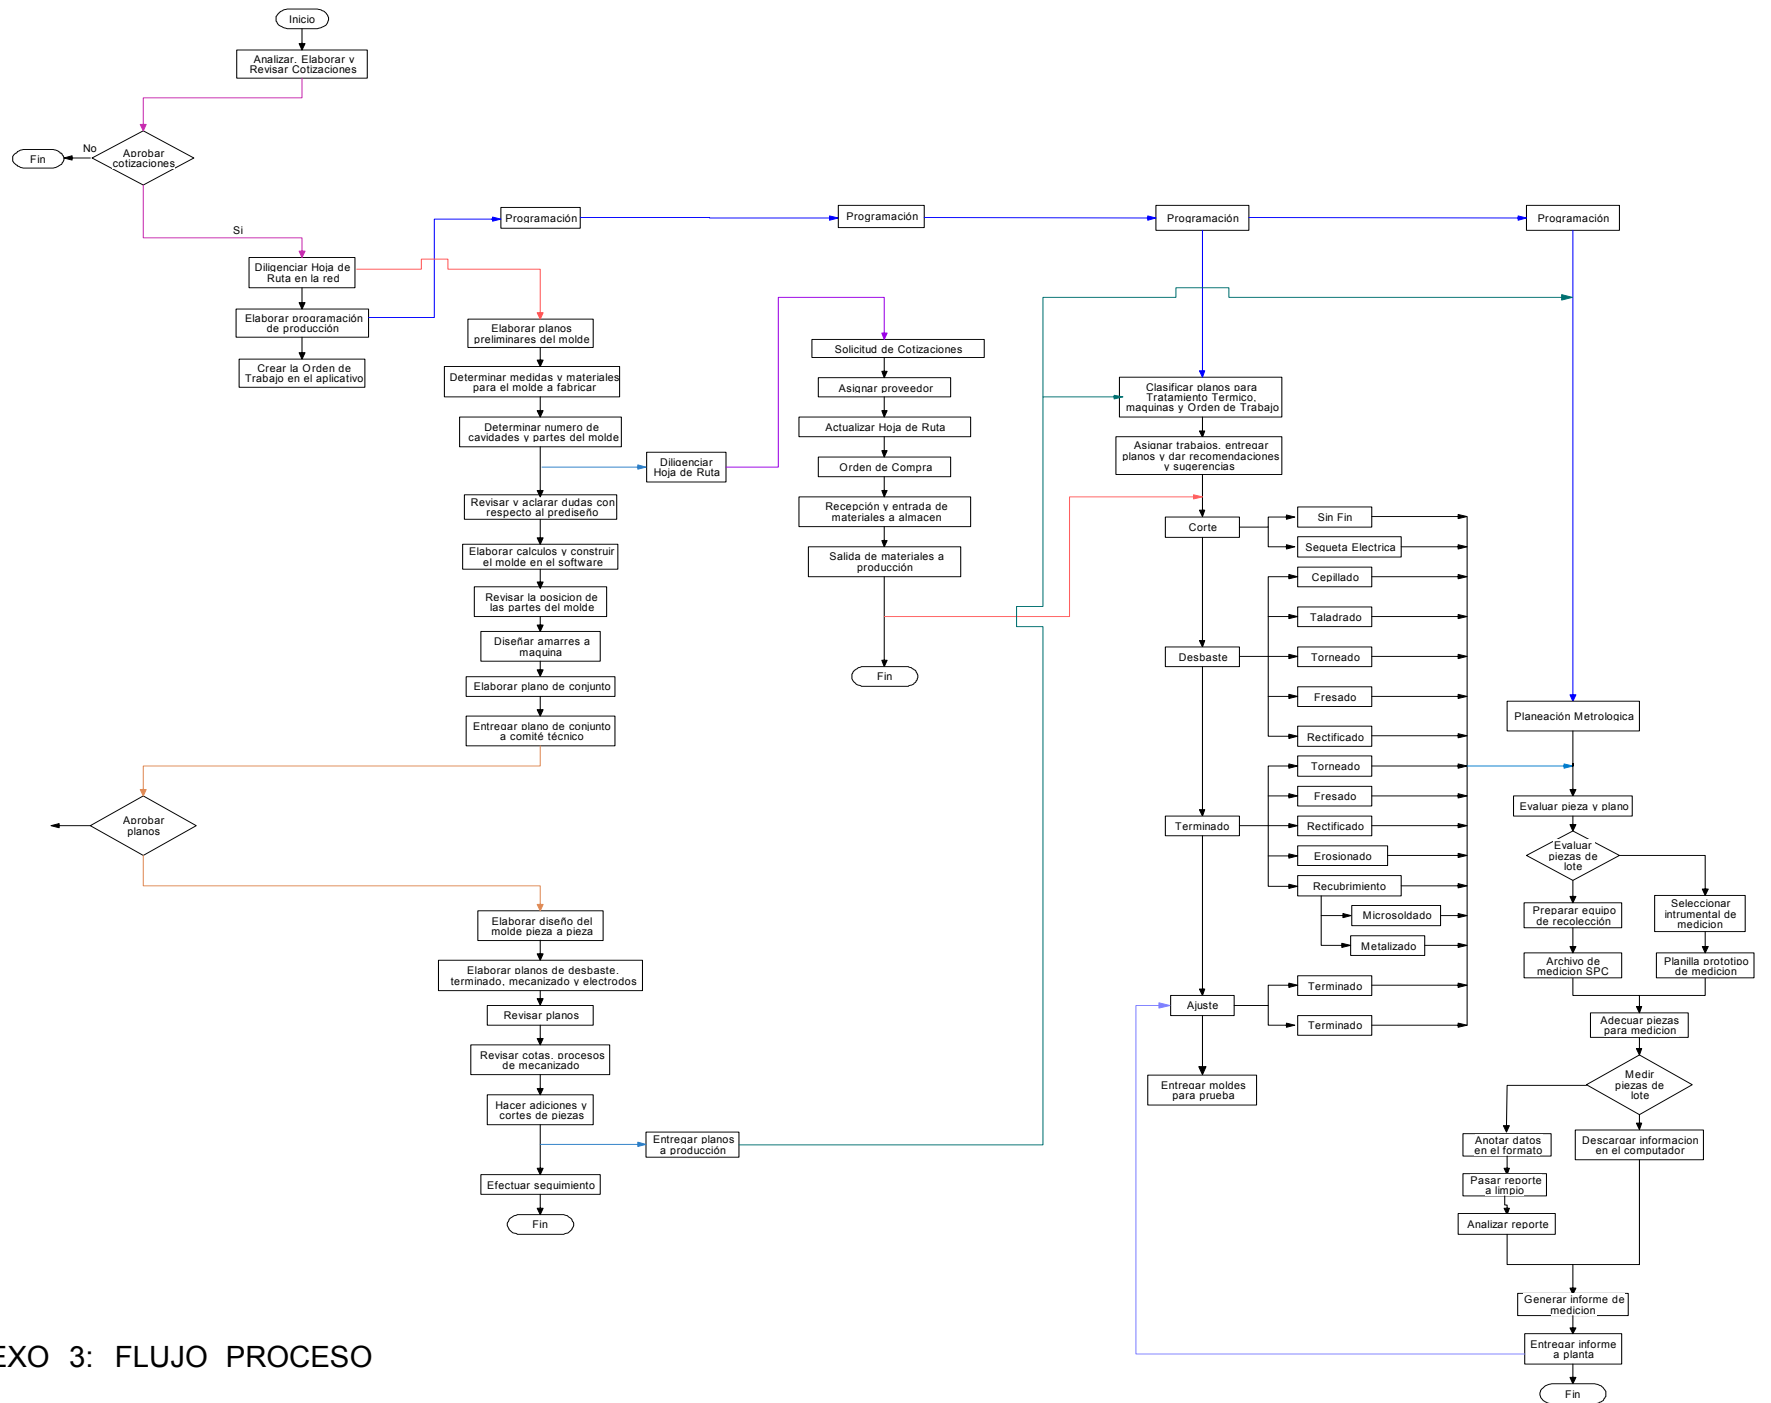 Inicio
Analizar, Elaborar y
Revisar Cotizaciones
Aprobar
cotizaciones
No
Fin
Si
Diligenciar Hoja de
Ruta en la red
Elaborar programación
de producción
Crear la Orden de
Trabajo en el aplicativo
Programación
Programación
Programación
Programación
Elaborar planos
preliminares del molde
Determinar medidas y materiales
para el molde a fabricar
Determinar numero de
cavidades y partes del molde
Diligenciar
Hoja de Ruta
Revisar y aclarar dudas con
respecto al prediseño
Elaborar calculos y construir
el molde en el software
Revisar la posicion de
las partes del molde
Diseñar amarres a
maquina
Elaborar plano de conjunto
Entregar plano de conjunto
a comité técnico
Aprobar
planos
Elaborar diseño del
molde pieza a pieza
Elaborar planos de desbaste,
terminado, mecanizado y electrodos
Revisar planos
Revisar cotas, procesos
de mecanizado
Hacer adiciones y
cortes de piezas
Entregar planos
a producción
Efectuar seguimiento
Fin
Solicitud de Cotizaciones
Asignar proveedor
Actualizar Hoja de Ruta
Orden de Compra
Recepción y entrada de
materiales a almacen
Salida de materiales a
producción
Fin
Clasificar planos para
Tratamiento Termico,
maquinas y Orden de Trabajo
Asignar trabajos, entregar
planos y dar recomendaciones
y sugerencias
Corte
Sin Fin
Segueta Electrica
Desbaste
Cepillado
Taladrado
Torneado
Fresado
Rectificado
Terminado
Torneado
Fresado
Rectificado
Erosionado
Recubrimiento
Microsoldado
Metalizado
Ajuste
Terminado
Terminado
Entregar moldes
para prueba
Planeación Metrologica
Evaluar pieza y plano
Evaluar
piezas de
lote
Preparar equipo
de recolección
Archivo de
medicion SPC
Seleccionar
intrumental de
medicion
Planilla prototipo
de medicion
Adecuar piezas
para medicion
Medir
piezas de
lote
Anotar datos
en el formato
Pasar reporte
a limpio
Analizar reporte
Descargar informacion
en el computador
Generar informe de
medicion
Entregar informe
a planta
Fin
EXO 3: FLUJO PROCESO